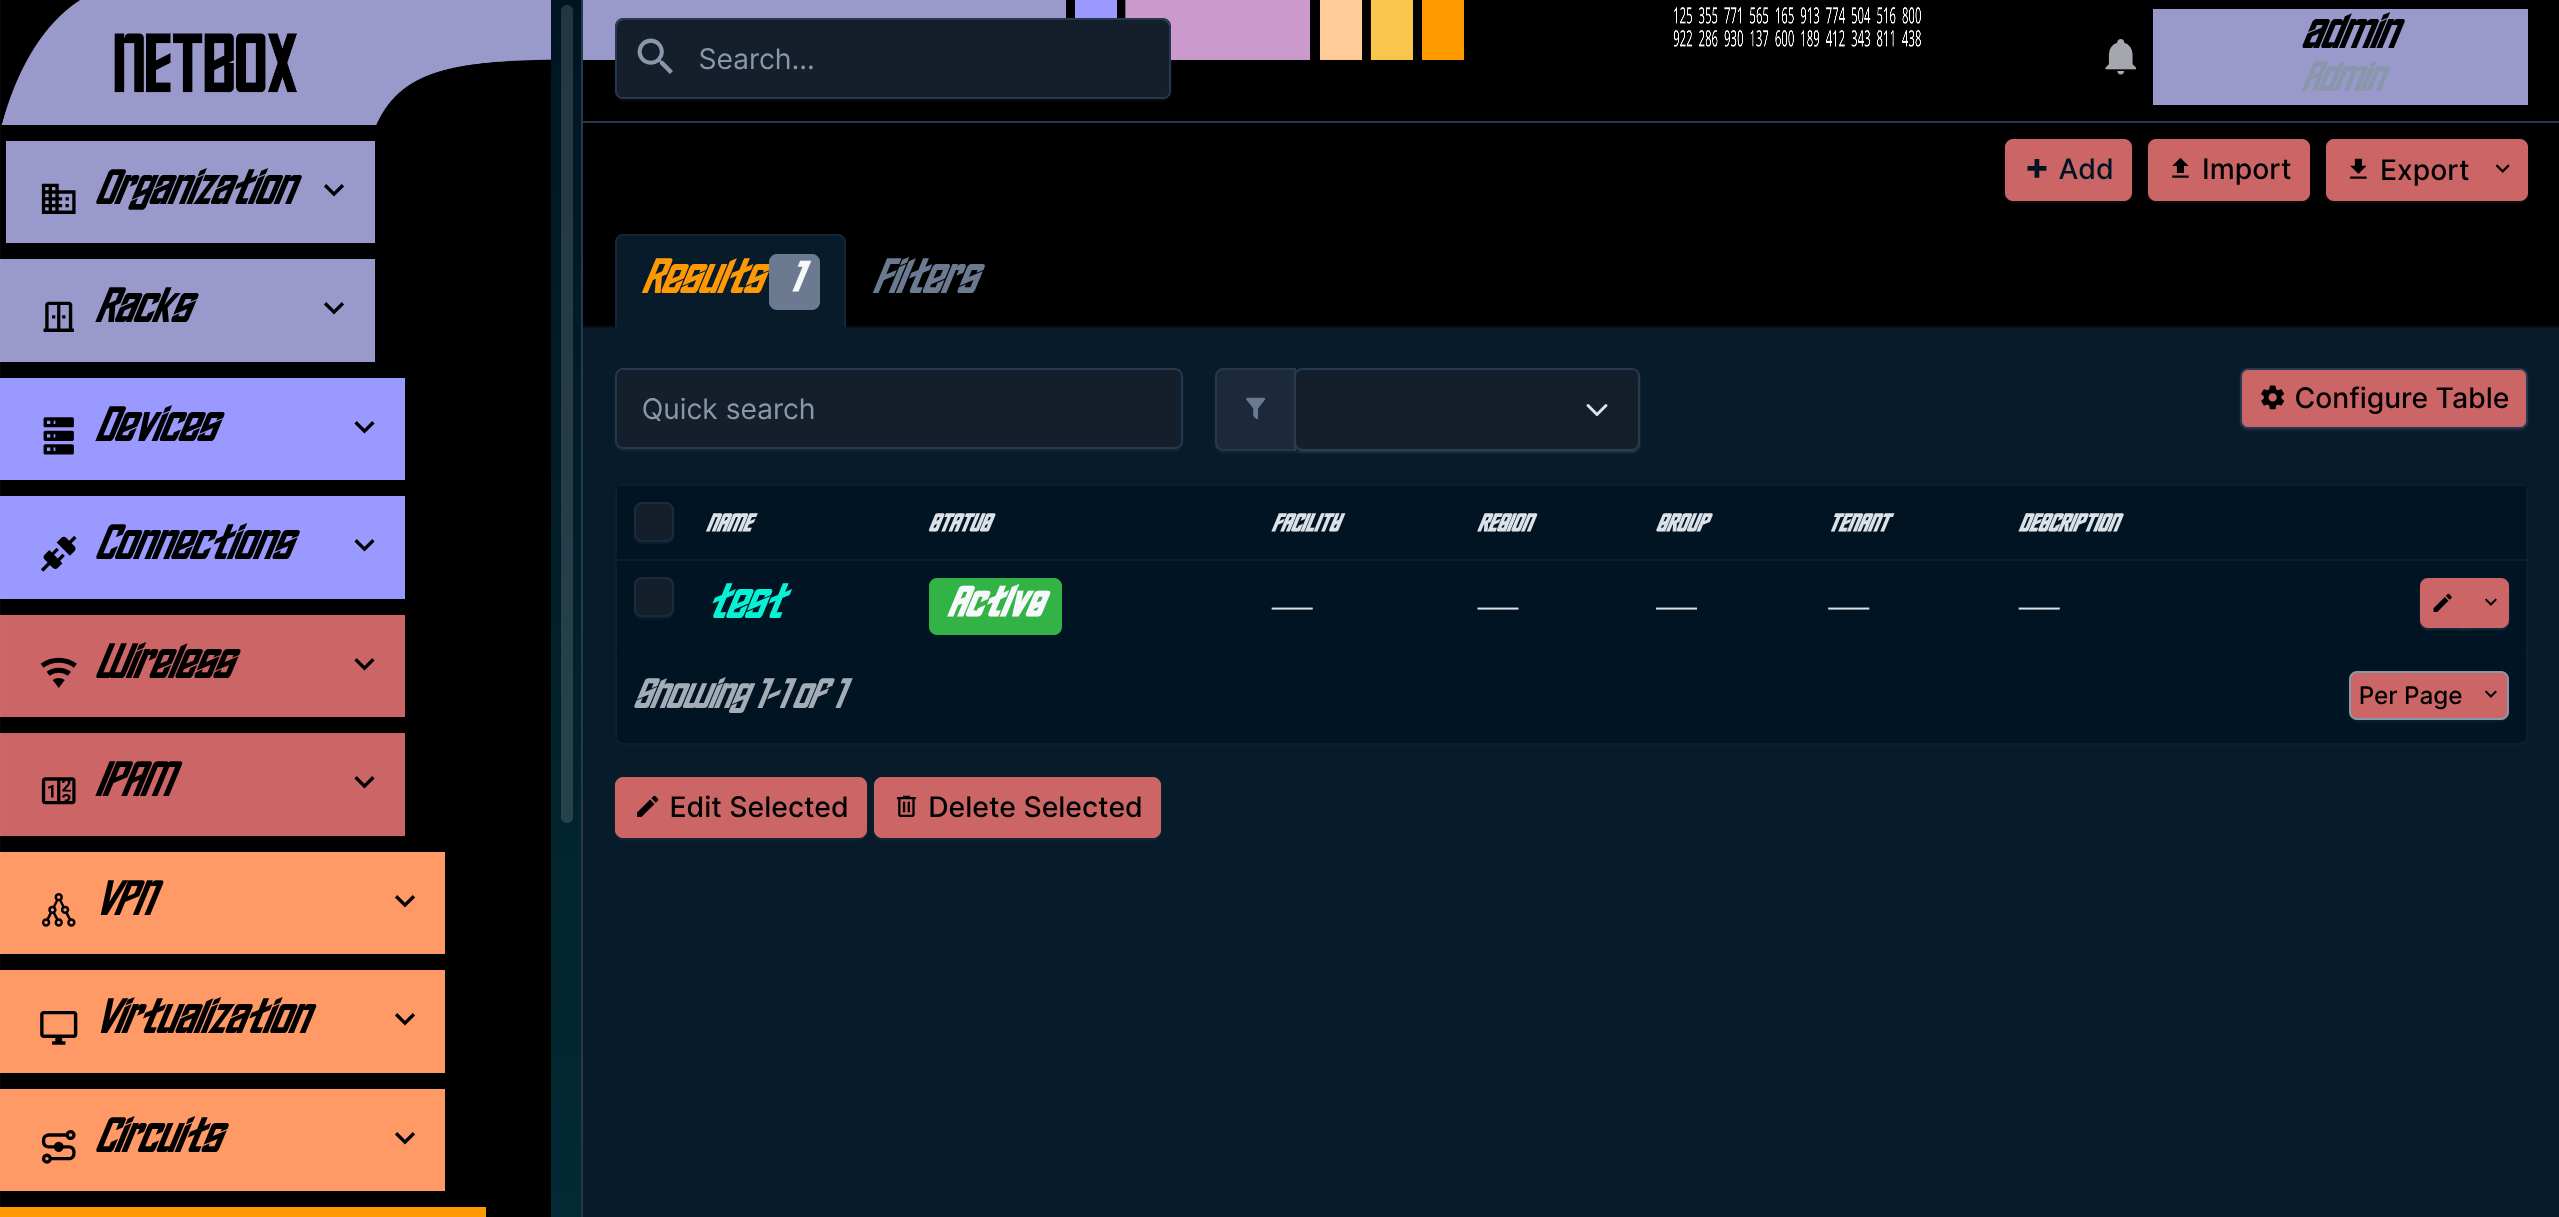 NETBOX
Search...
125 355 771 565 165 913 774 504 516 800
922 286 930 137 600 189 412 343 811 438
admin
Admin
Organization
Racks
Devices
Connections
Wireless
IPAM
VPN
Virtualization
Circuits
Add
Import
Export
Results 1
Filters
Quick search
Configure Table
NAME STATUS FACILITY REGION GROUP TENANT DESCRIPTION
test Active — — — — —
Showing 1-1 of 1
Per Page
Edit Selected
Delete Selected